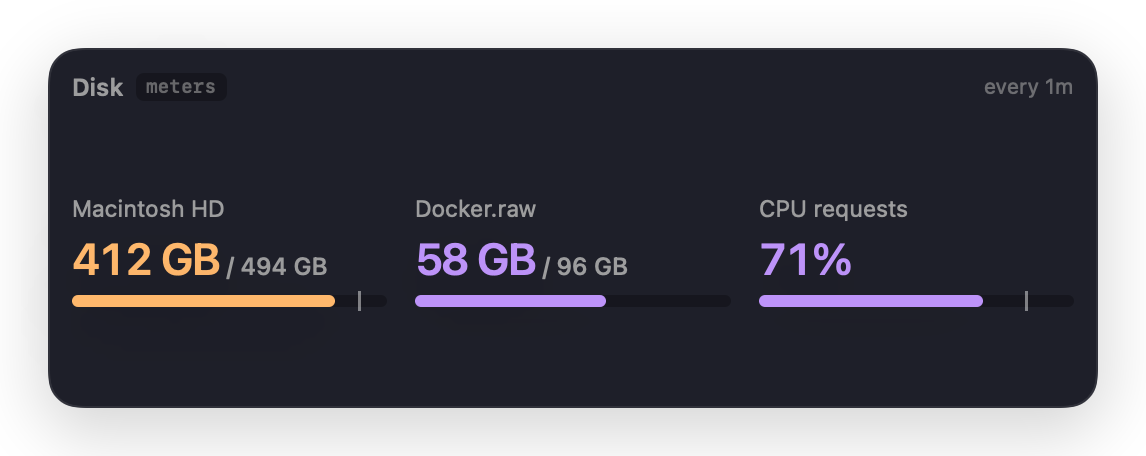 Disk meters every 1m
Macintosh HD Docker.raw CPU requests
412 GB / 494 GB 58 GB / 96 GB 71%